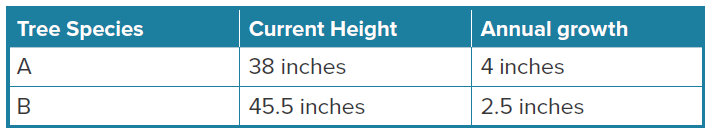 Tree Species Current Height Annual growth
A 38 inches 4 inches
B 45.5 inches 2.5 inches